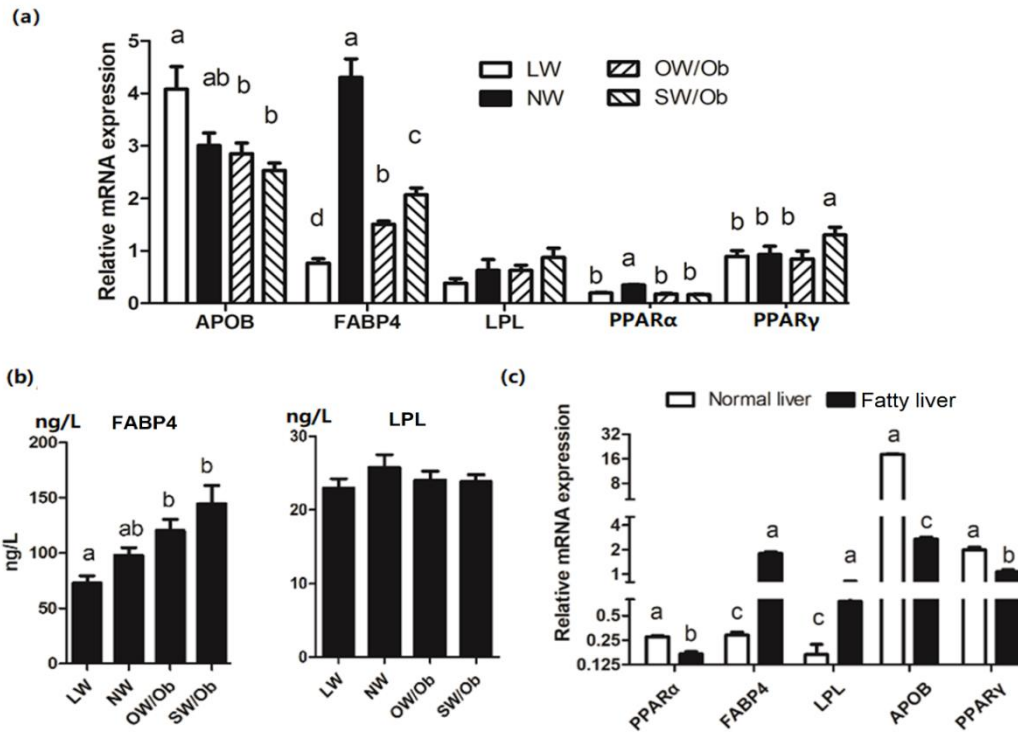 (a)
Relative mRNA expression
5
4
3
2
1
0
a
ab
b
b
d
a
b
c
b
a
b
b
b
b
b
a
LW
NW
OW/Ob
SW/Ob
APOB
FABP4
LPL
PPARα
PPARγ
(b)
ng/L
FABP4
ng/L
200
150
100
50
0
a
ab
b
b
LW
NW
OW/Ob
SW/Ob
ng/L
LPL
30
20
10
0
LW
NW
OW/Ob
SW/Ob
(c)
Normal liver
Fatty liver
Relative mRNA expression
32
16
8
4
2
1
0.5
0.25
0.125
a
b
c
a
c
a
a
c
a
b
PPARα
FABP4
LPL
APOB
PPARγ